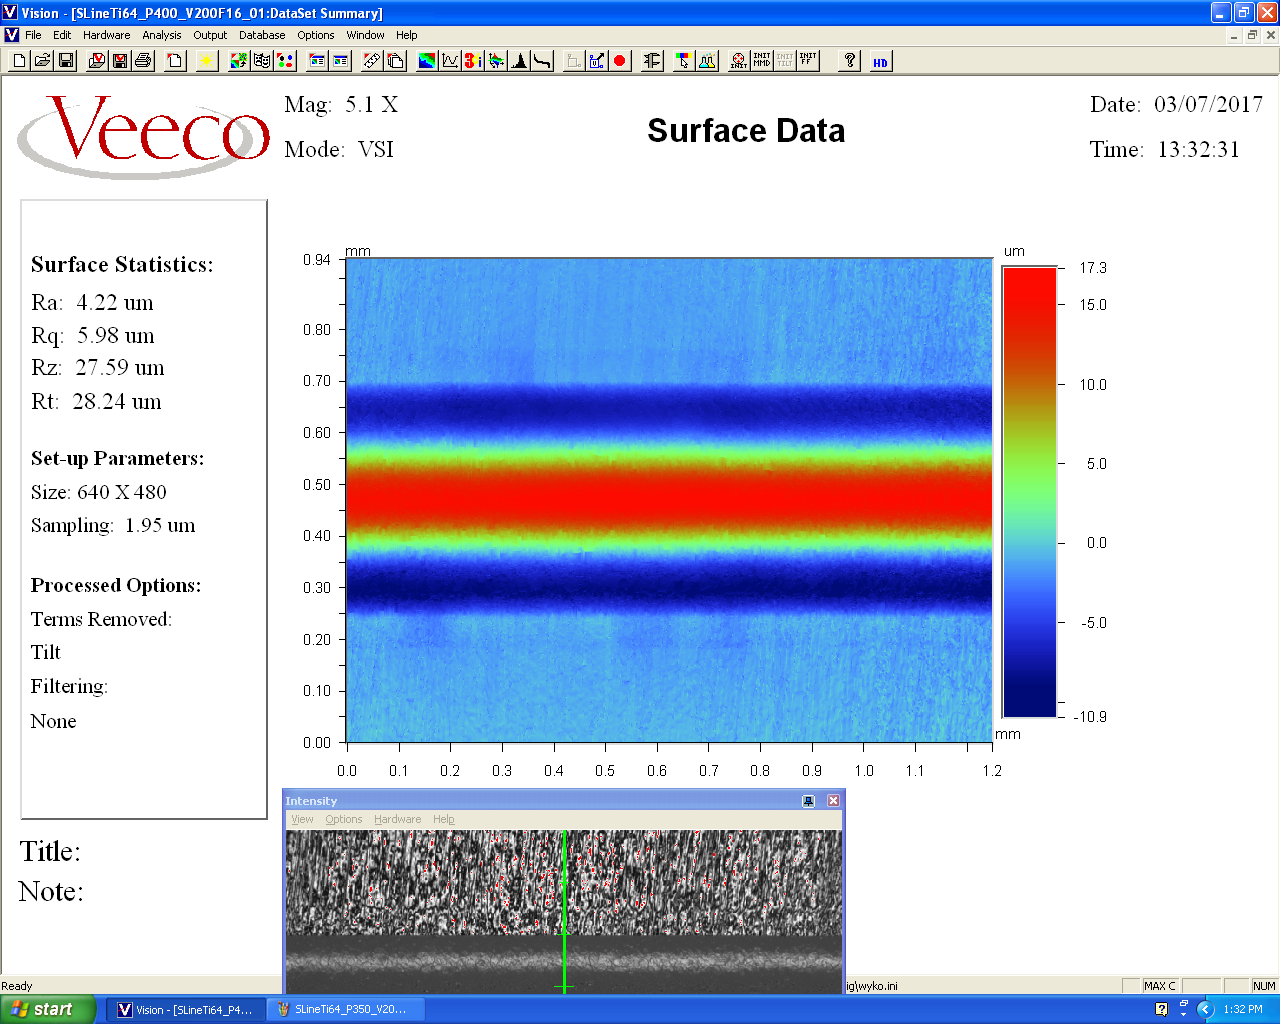 Vision - [SLineTi64_P400_V200F16_01:DataSet Summary]
File Edit Hardware Analysis Output Database Options Window Help
INIT INIT MMD INIT TILT INIT FF ? HD
Veeco
Mag: 5.1 X
Mode: VSI
Surface Data
Date: 03/07/2017
Time: 13:32:31
Surface Statistics:
Ra: 4.22 um
Rq: 5.98 um
Rz: 27.59 um
Rt: 28.24 um
Set-up Parameters:
Size: 640 X 480
Sampling: 1.95 um
Processed Options:
Terms Removed:
Tilt
Filtering:
None
Title:
Note:
mm
0.94
0.80
0.70
0.60
0.50
0.40
0.30
0.20
0.10
0.00
0.0 0.1 0.2 0.3 0.4 0.5 0.6 0.7 0.8 0.9 1.0 1.1 1.2
mm
um
17.3
15.0
10.0
5.0
0.0
-5.0
-10.9
Intensity
View Options Hardware Help
Ready
ig\wyko.ini
MAX C
NUM
start
Vision - [SLineTi64_P4...
SLineTi64_P350_V20...
1:32 PM